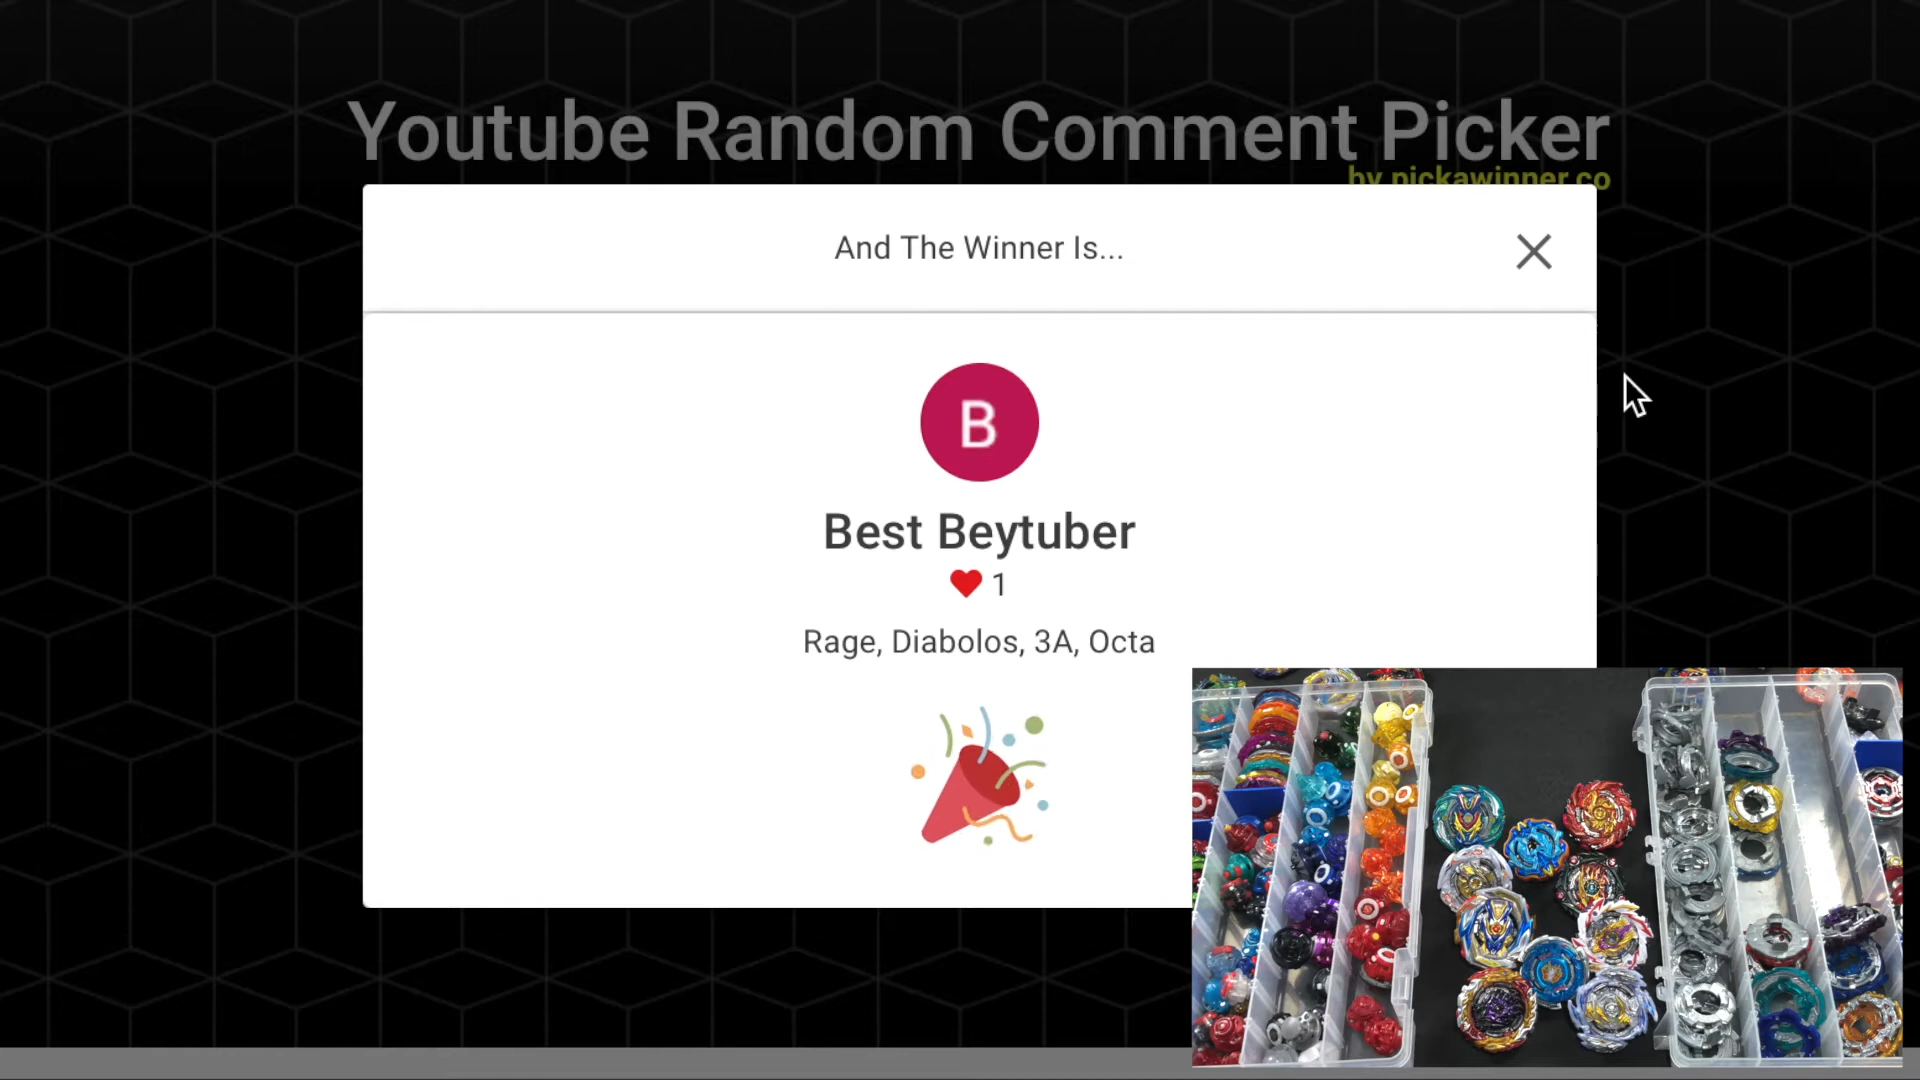 Youtube Random Comment Picker
by pickawinner.co
And The Winner Is...
B
Best Beytuber
1
Rage, Diabolos, 3A, Octa